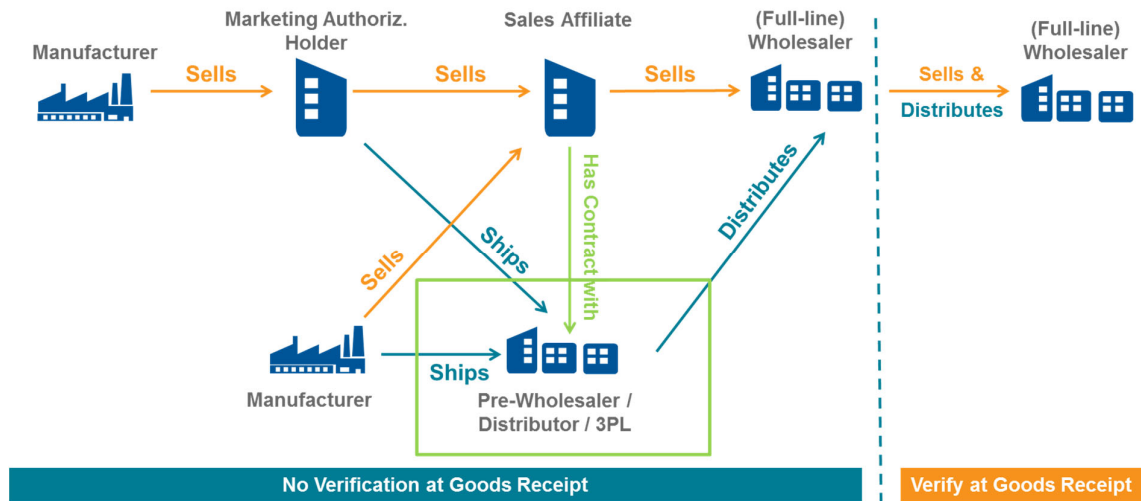 Marketing Authoriz.
Holder
Sales Affiliate
(Full-line)
Wholesaler
(Full-line)
Wholesaler
Manufacturer
Sells
Sells
Sells
Sells &
Distributes
Has Contract with
Distributes
Ships
Sells
Ships
Manufacturer
Pre-Wholesaler /
Distributor / 3PL
No Verification at Goods Receipt
Verify at Goods Receipt